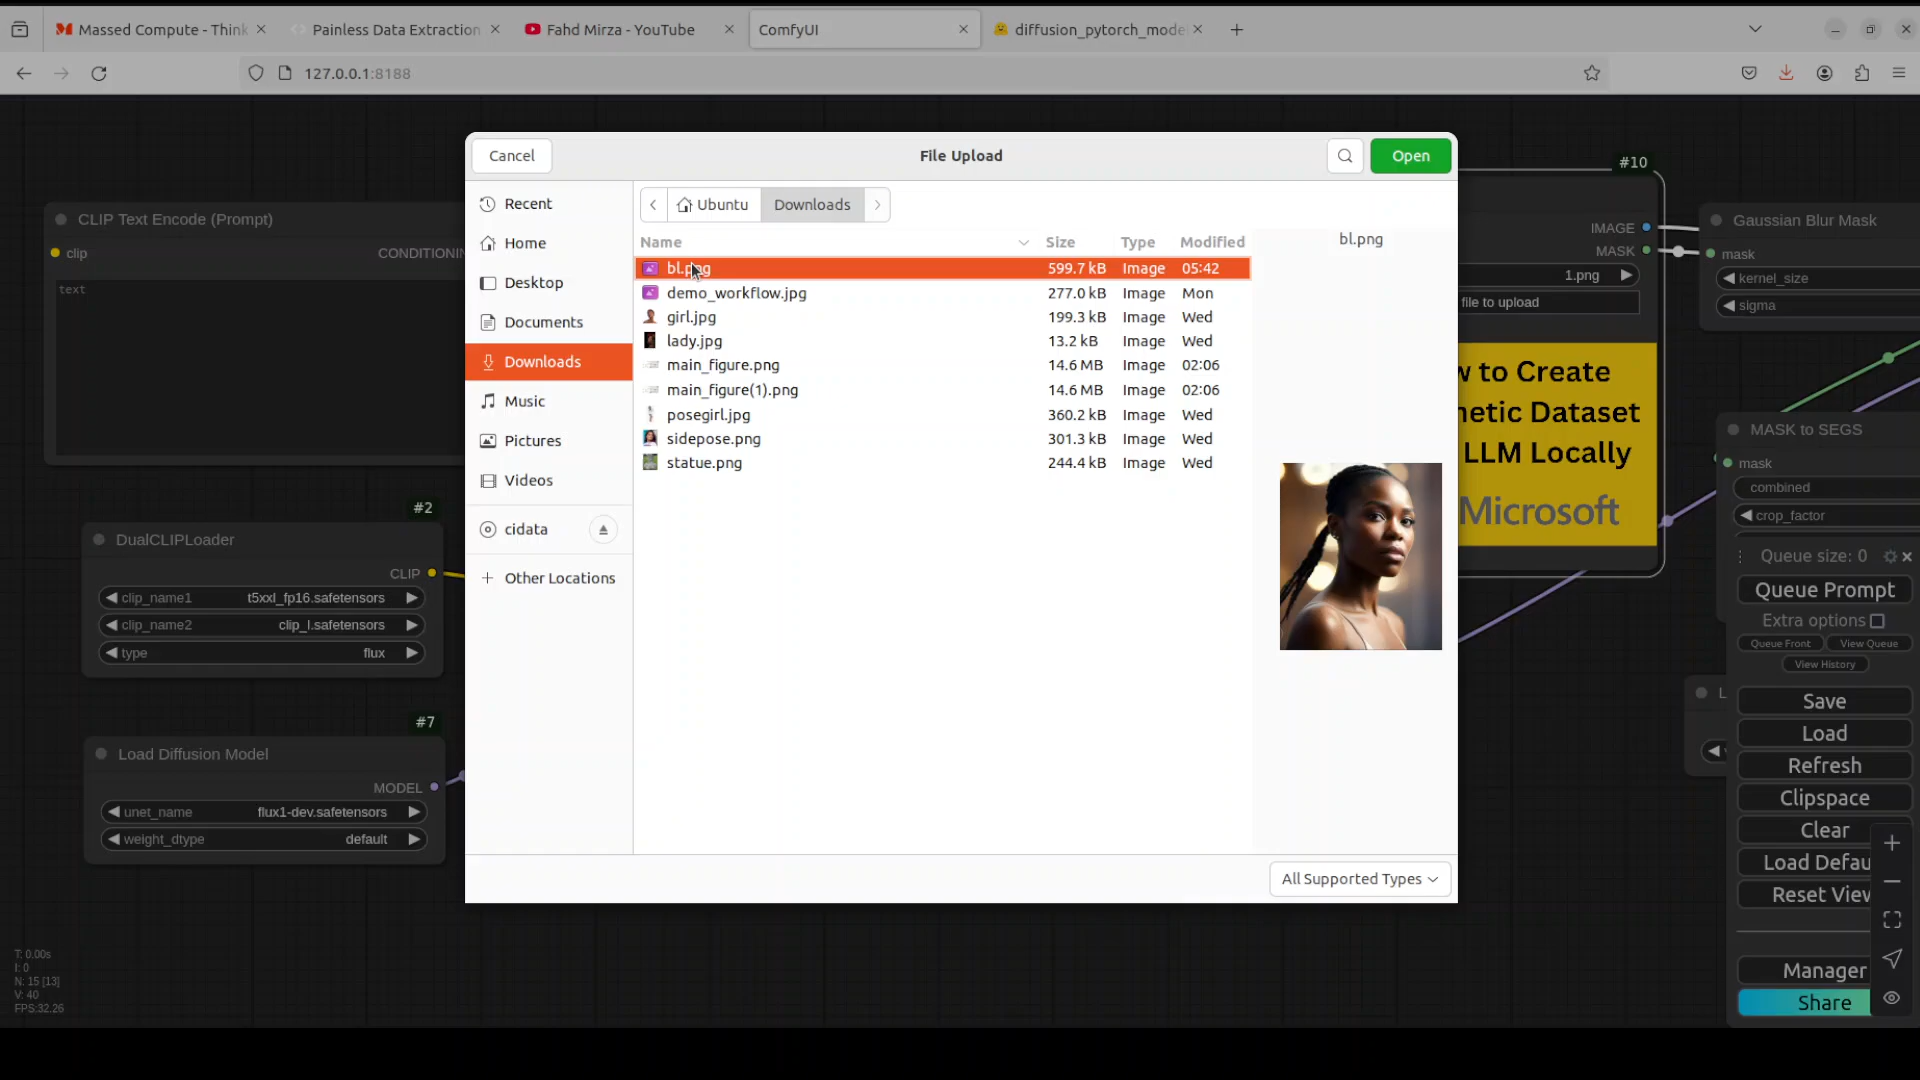 Massed Compute - Think
Painless Data Extraction
Fahd Mirza - YouTube
ComfyUI
diffusion_pytorch_mode
127.0.0.1:8188
Cancel
File Upload
Open
Recent
Home
Desktop
Documents
Downloads
Music
Pictures
Videos
cidata
Other Locations
Ubuntu
Downloads
Name Size Type Modified
bl.png 599.7 kB Image 05:42
demo_workflow.jpg 277.0 kB Image Mon
girl.jpg 199.3 kB Image Wed
lady.jpg 13.2 kB Image Wed
main_figure.png 14.6 MB Image 02:06
main_figure(1).png 14.6 MB Image 02:06
posegirl.jpg 360.2 kB Image Wed
sidepose.png 301.3 kB Image Wed
statue.png 244.4 kB Image Wed
bl.png
All Supported Types
CLIP Text Encode (Prompt)
clip
CONDITIONIN
text
#2
DualCLIPLoader
CLIP
clip_name1 t5xxl_fp16.safetensors
clip_name2 clip_l.safetensors
type flux
#7
Load Diffusion Model
MODEL
unet_name flux1-dev.safetensors
weight_dtype default
T: 0.00s
I: 0
N: 15 [13]
V: 40
FPS:32.26
#10
IMAGE
MASK
1.png
file to upload
w to Create
netic Dataset
LLM Locally
Microsoft
Gaussian Blur Mask
mask
kernel_size
sigma
MASK to SEGS
mask
combined
crop_factor
L
Queue size: 0
Queue Prompt
Extra options
Queue Front
View Queue
View History
Save
Load
Refresh
Clipspace
Clear
Load Defau
Reset View
Manager
Share